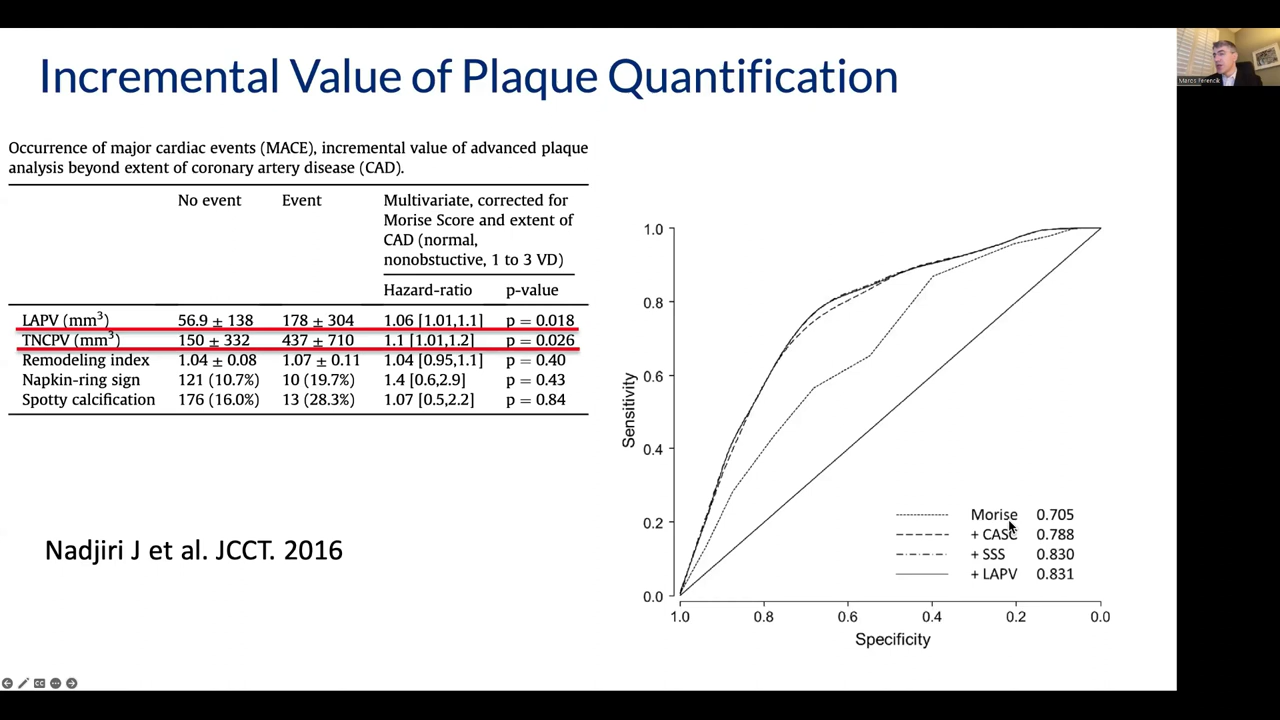 Incremental Value of Plaque Quantification
Marco Ferencik
Occurrence of major cardiac events (MACE), incremental value of advanced plaque
analysis beyond extent of coronary artery disease (CAD).
No event Event Multivariate, corrected for
Morise Score and extent of
CAD (normal,
nonobstuctive, 1 to 3 VD)
Hazard-ratio p-value
LAPV (mm³) 56.9 ± 138 178 ± 304 1.06 [1.01,1.1] p = 0.018
TNCPV (mm³) 150 ± 332 437 ± 710 1.1 [1.01,1.2] p = 0.026
Remodeling index 1.04 ± 0.08 1.07 ± 0.11 1.04 [0.95,1.1] p = 0.40
Napkin-ring sign 121 (10.7%) 10 (19.7%) 1.4 [0.6,2.9] p = 0.43
Spotty calcification 176 (16.0%) 13 (28.3%) 1.07 [0.5,2.2] p = 0.84
Nadjiri J et al. JCCT. 2016
Sensitivity
1.0
0.8
0.6
0.4
0.2
0.0
Morise 0.705
+ CASC 0.788
+ SSS 0.830
+ LAPV 0.831
1.0 0.8 0.6 0.4 0.2 0.0
Specificity